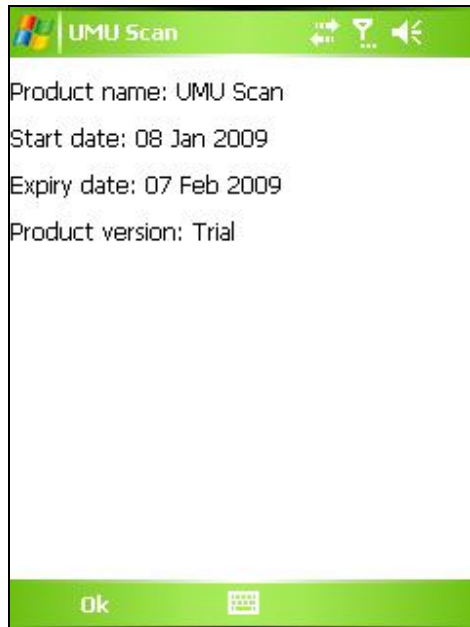 UMU Scan
Product name: UMU Scan
Start date: 08 Jan 2009
Expiry date: 07 Feb 2009
Product version: Trial
Ok